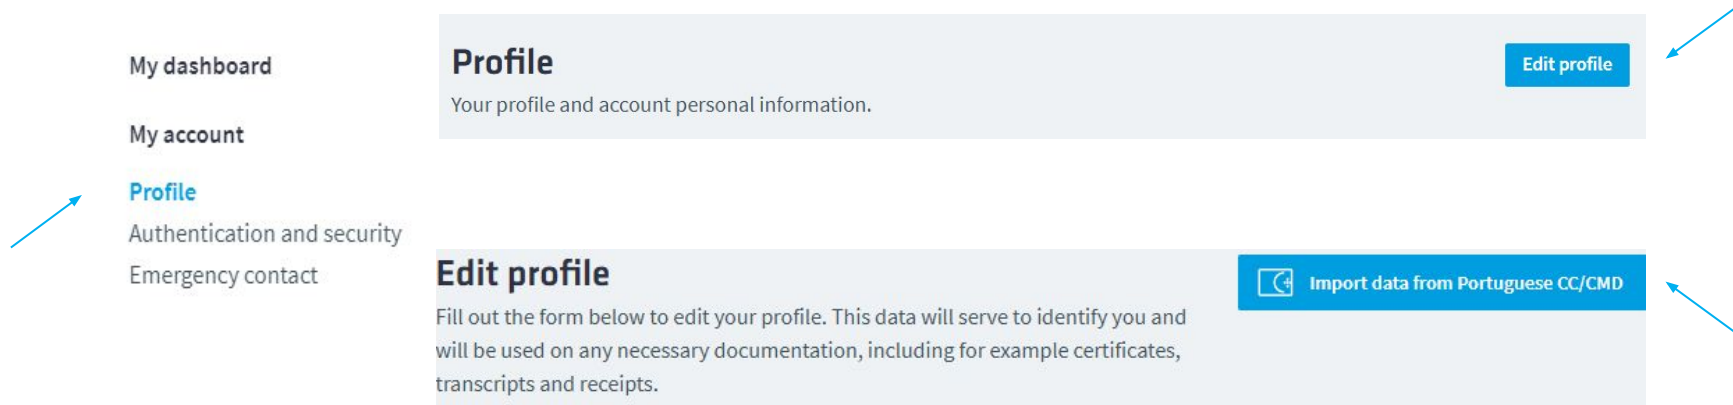 My dashboard
My account
Profile
Authentication and security
Emergency contact
Profile
Your profile and account personal information.
Edit profile
Edit profile
Fill out the form below to edit your profile. This data will serve to identify you and
will be used on any necessary documentation, including for example certificates,
transcripts and receipts.
Import data from Portuguese CC/CMD